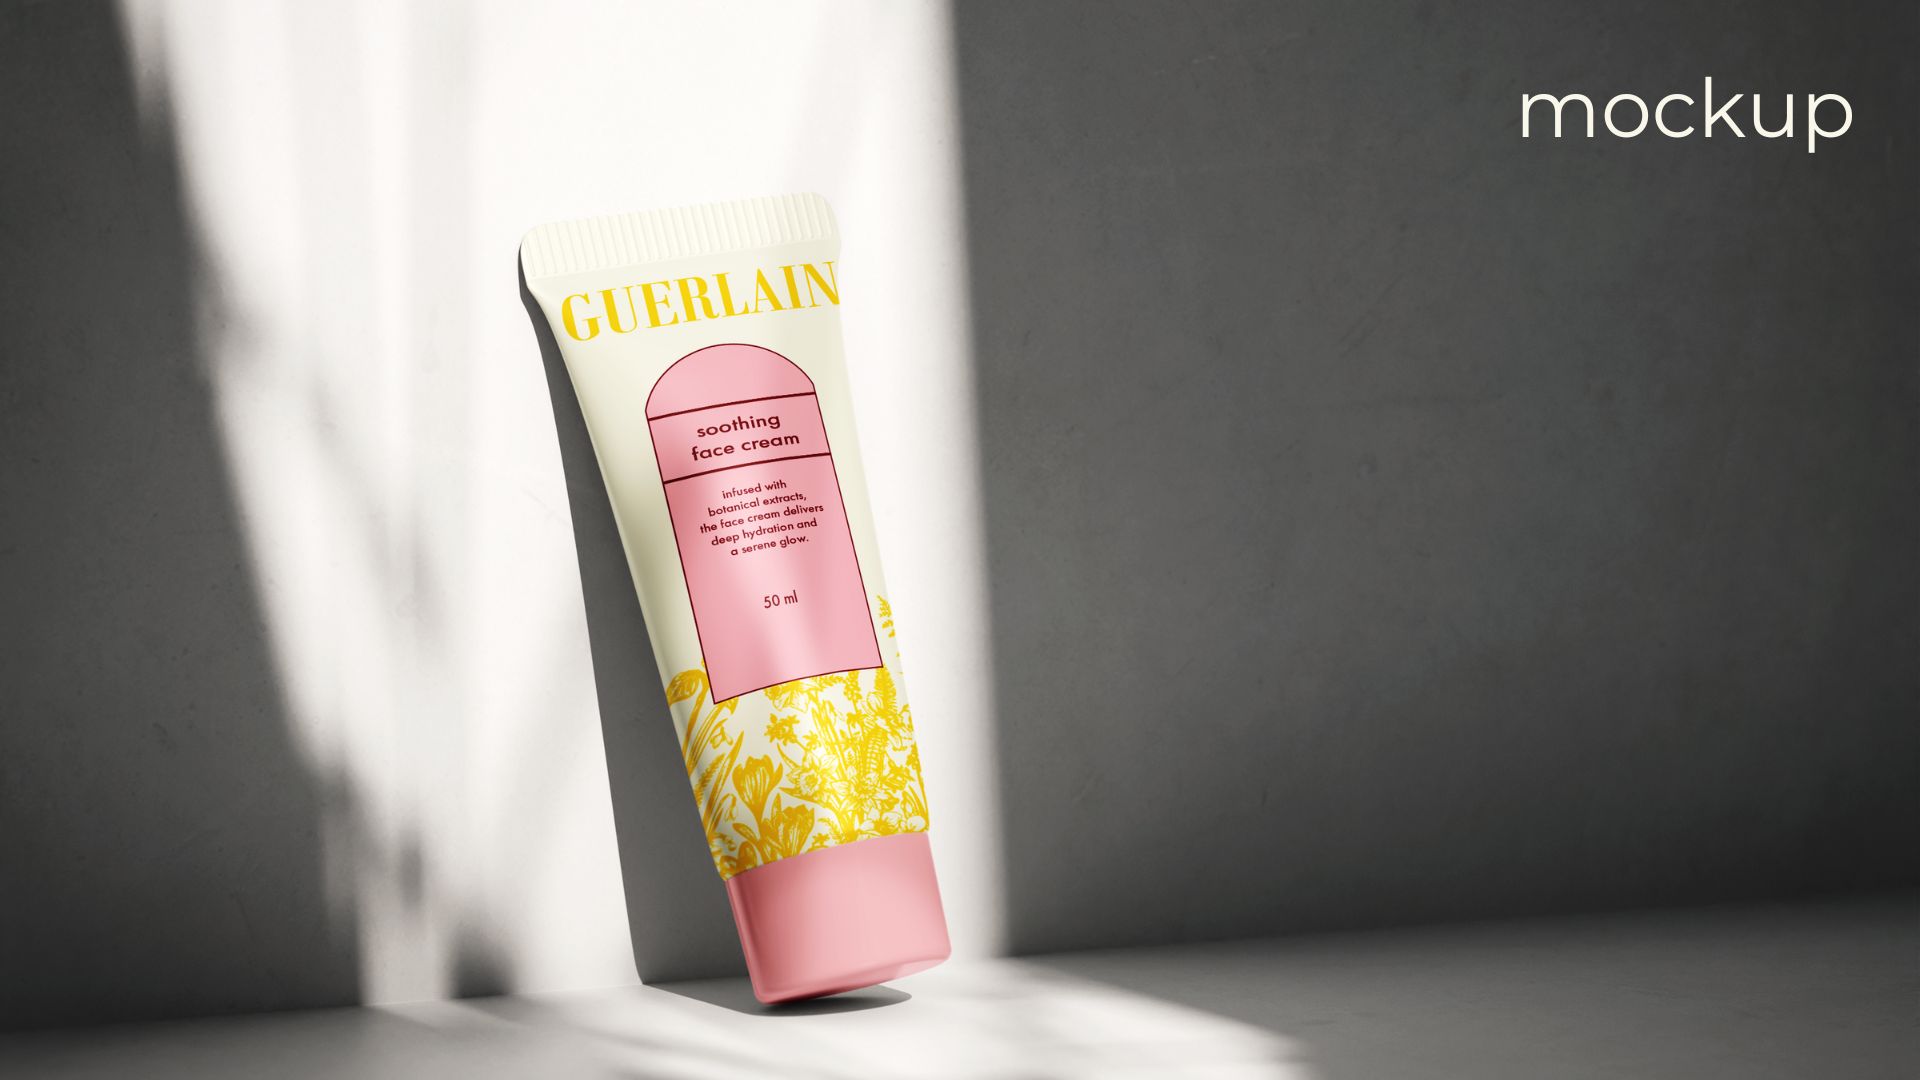 mockup
GUERLAIN
soothing
face cream
infused with
botanical extracts,
the face cream delivers
deep hydration and
a serene glow.
50 ml